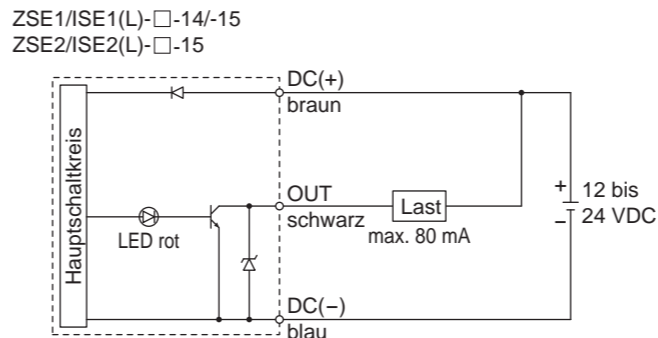 ZSE1/ISE1(L)-□-14/-15
ZSE2/ISE2(L)-□-15
Hauptschaltkreis
DC(+)
braun
LED rot
OUT
schwarz
Last
max. 80 mA
+
−
12 bis
24 VDC
DC(−)
blau